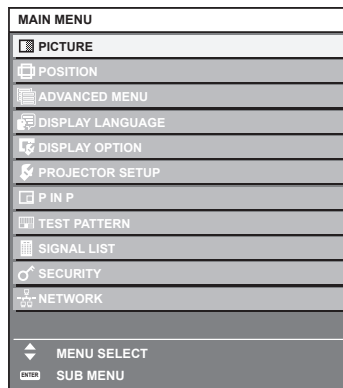 MAIN MENU
PICTURE
POSITION
ADVANCED MENU
DISPLAY LANGUAGE
DISPLAY OPTION
PROJECTOR SETUP
P IN P
TEST PATTERN
SIGNAL LIST
SECURITY
NETWORK
MENU SELECT
ENTER SUB MENU